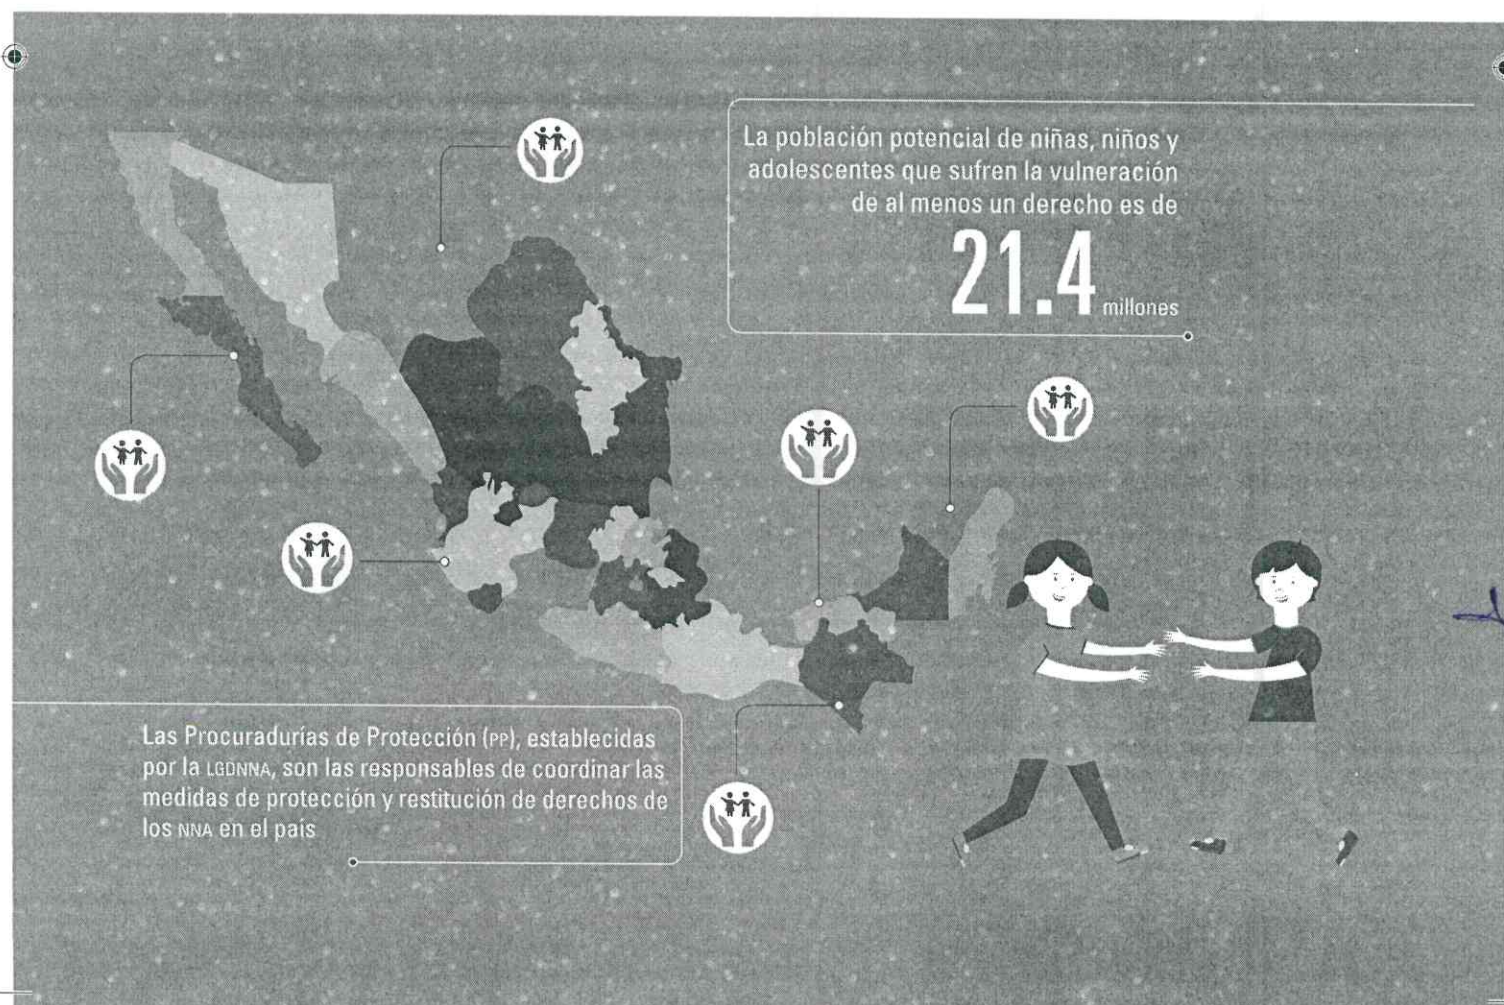 La población potencial de niñas, niños y
adolescentes que sufren la vulneración
de al menos un derecho es de
21.4 millones
Las Procuradurías de Protección (PP), establecidas
por la LGDNNA, son las responsables de coordinar las
medidas de protección y restitución de derechos de
los NNA en el país